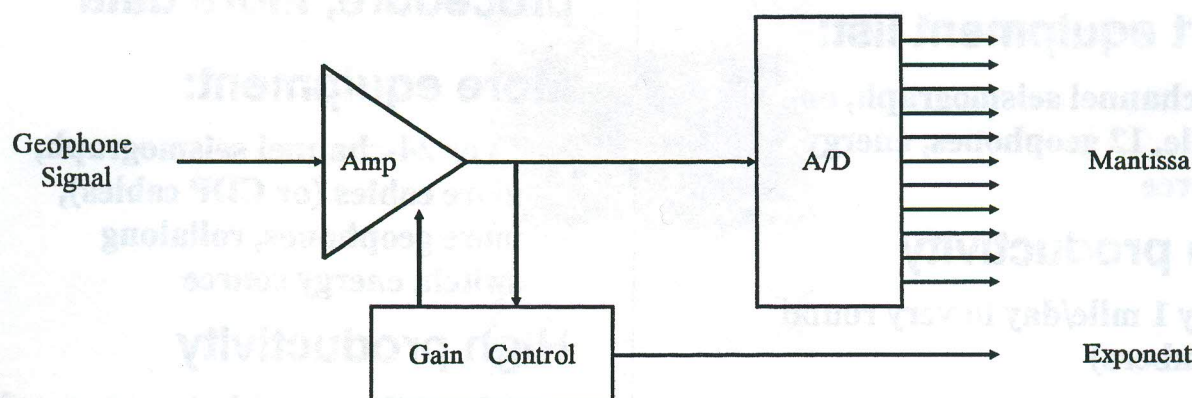 Geophone
Signal
Amp
A/D
Mantissa
Gain Control
Exponent